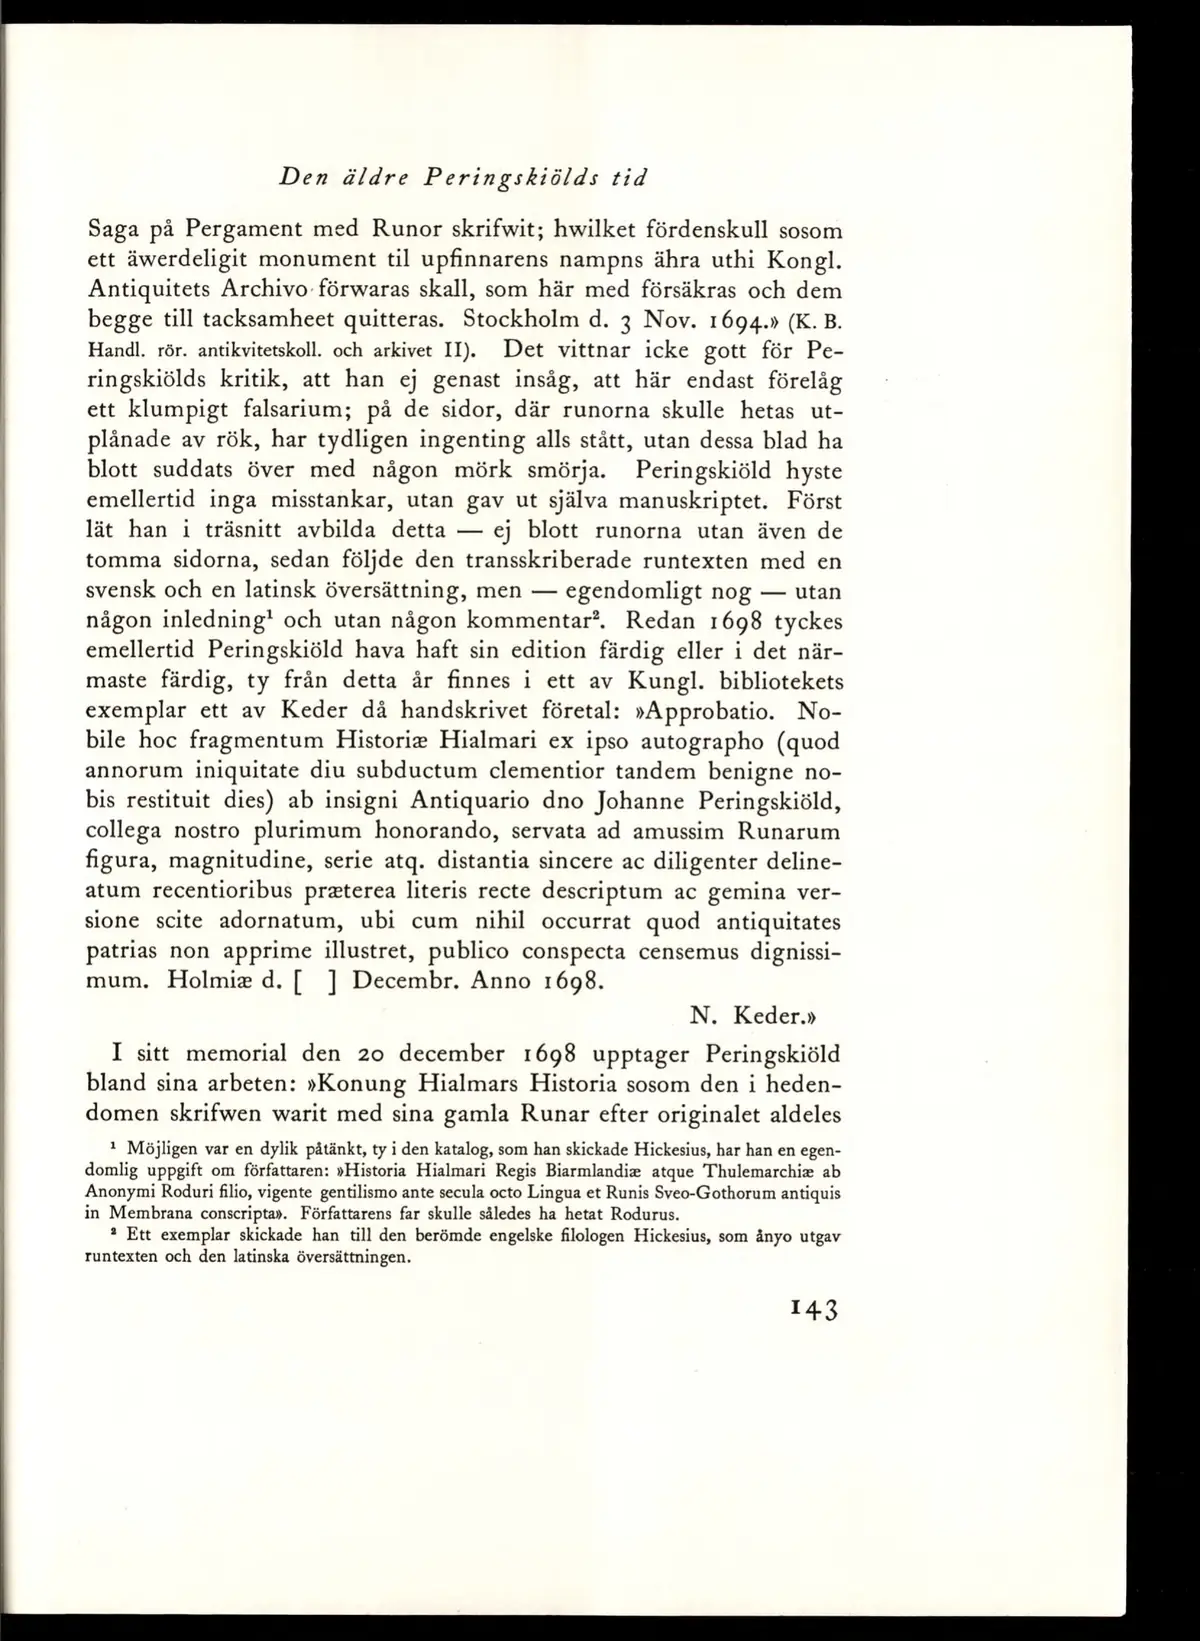 Den äldre Peringskiölds tid
Saga på Pergament med Runor skrifwit; hwilket fördenskull sosom
ett äwerdeligit monument til upfinnarens nampns ähra uthi Kongl.
Antiquitets Archivo förwaras skall, som här med försäkras och dem
begge till tacksamheet quitteras. Stockholm d. 3 Nov. 1694.» (K. B.
Handl. rör. antikvitetskoll. och arkivet II). Det vittnar icke gott för Pe-
ringskiölds kritik, att han ej genast insåg, att här endast förelåg
ett klumpigt falsarium; på de sidor, där runorna skulle hetas ut-
plånade av rök, har tydligen ingenting alls stått, utan dessa blad ha
blott suddats över med någon mörk smörja. Peringskiöld hyste
emellertid inga misstankar, utan gav ut själva manuskriptet. Först
lät han i träsnitt avbilda detta — ej blott runorna utan även de
tomma sidorna, sedan följde den transskriberade runtexten med en
svensk och en latinsk översättning, men — egendomligt nog — utan
någon inledning¹ och utan någon kommentar². Redan 1698 tyckes
emellertid Peringskiöld hava haft sin edition färdig eller i det när-
maste färdig, ty från detta år finnes i ett av Kungl. bibliotekets
exemplar ett av Keder då handskrivet företal: »Approbatio. No-
bile hoc fragmentum Historiæ Hialmari ex ipso autographo (quod
annorum iniquitate diu subductum clementior tandem benigne no-
bis restituit dies) ab insigni Antiquario dno Johanne Peringskiöld,
collega nostro plurimum honorando, servata ad amussim Runarum
figura, magnitudine, serie atq. distantia sincere ac diligenter deline-
atum recentioribus præterea literis recte descriptum ac gemina ver-
sione scite adornatum, ubi cum nihil occurrat quod antiquitates
patrias non apprime illustret, publico conspecta censemus dignissi-
mum. Holmiæ d. [ ] Decembr. Anno 1698.
N. Keder.»
I sitt memorial den 20 december 1698 upptager Peringskiöld
bland sina arbeten: »Konung Hialmars Historia sosom den i heden-
domen skrifwen warit med sina gamla Runar efter originalet aldeles
¹ Möjligen var en dylik påtänkt, ty i den katalog, som han skickade Hickesius, har han en egen-
domlig uppgift om författaren: »Historia Hialmari Regis Biarmlandiæ atque Thulemarchiæ ab
Anonymi Roduri filio, vigente gentilismo ante secula octo Lingua et Runis Sveo-Gothorum antiquis
in Membrana conscripta». Författarens far skulle således ha hetat Rodurus.
² Ett exemplar skickade han till den berömde engelske filologen Hickesius, som ånyo utgav
runtexten och den latinska översättningen.
143